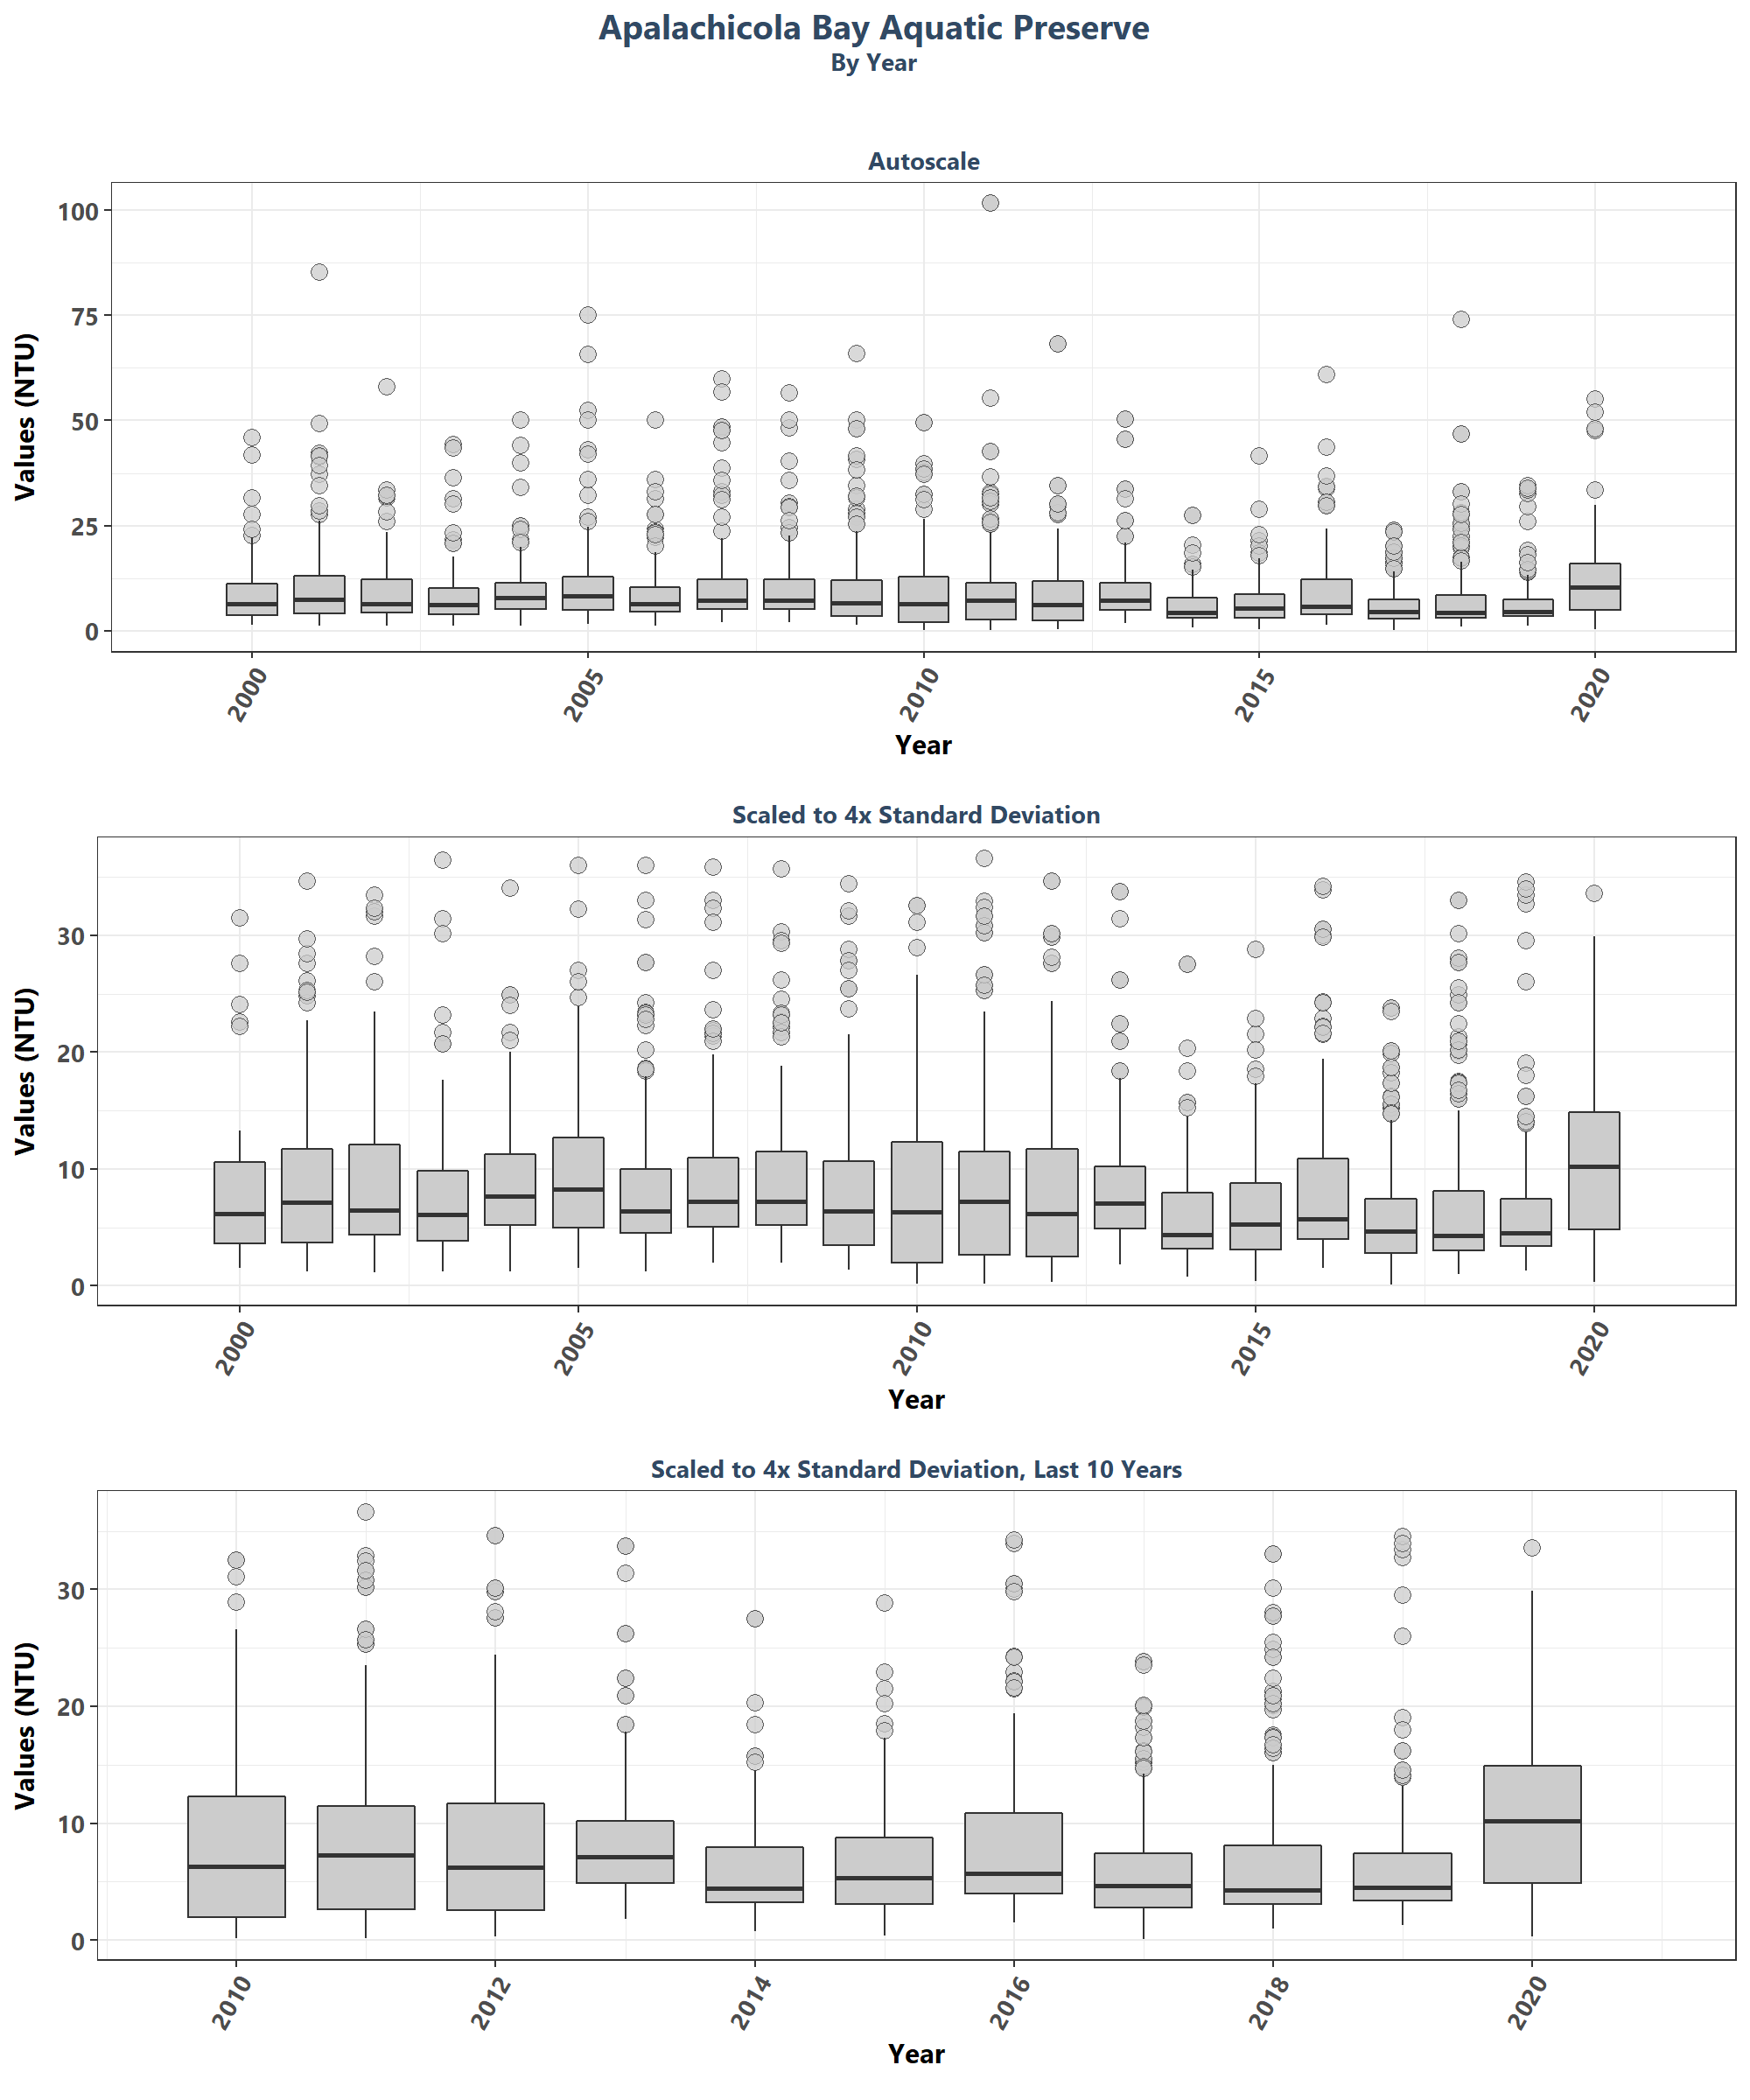 Apalachicola Bay Aquatic Preserve
By Year
Autoscale
Values (NTU)
100
75
50
25
0
2000 2005 2010 2015 2020
Year
Scaled to 4x Standard Deviation
Values (NTU)
30
20
10
0
2000 2005 2010 2015 2020
Year
Scaled to 4x Standard Deviation, Last 10 Years
Values (NTU)
30
20
10
0
2010 2012 2014 2016 2018 2020
Year